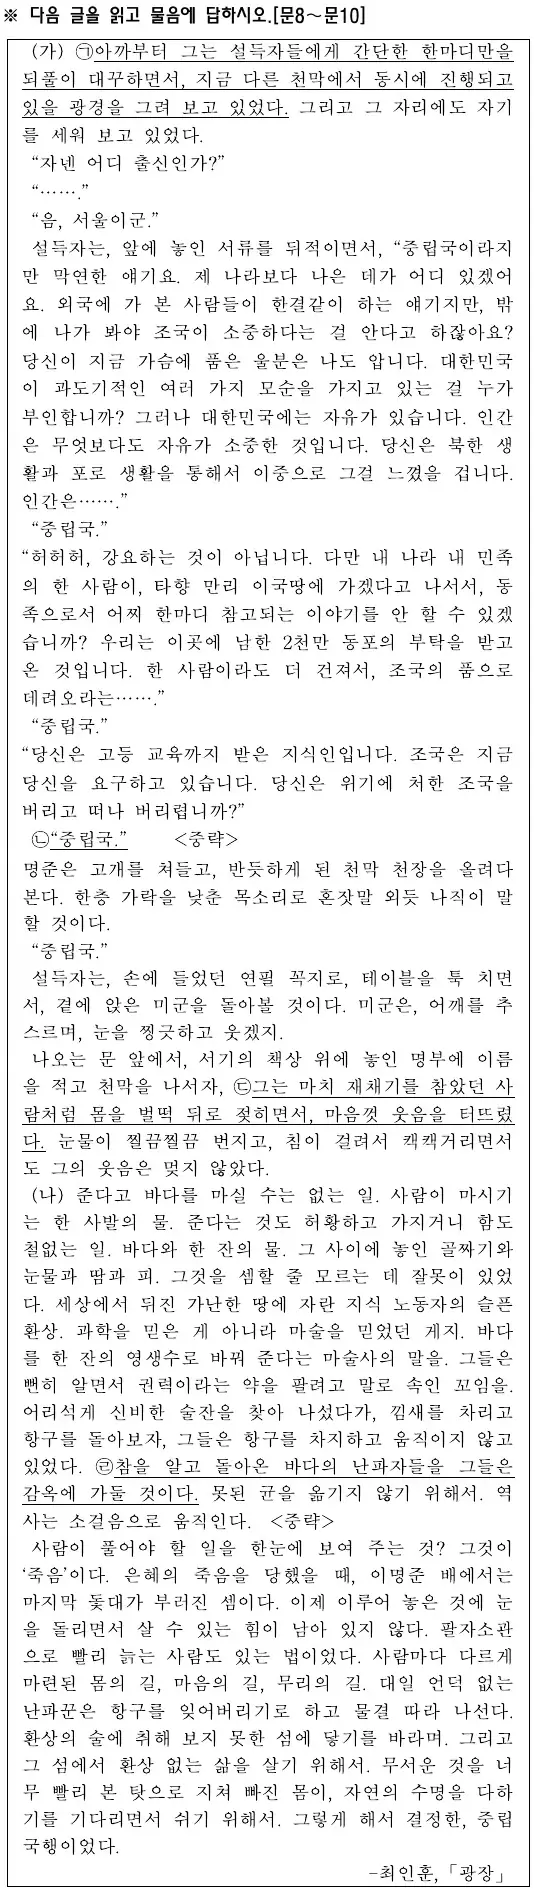 ※ 다음 글을 읽고 물음에 답하시오.[문8～문10]
(가) ㉠아까부터 그는 설득자들에게 간단한 한마디만을
되풀이 대꾸하면서, 지금 다른 천막에서 동시에 진행되고
있을 광경을 그려 보고 있었다. 그리고 그 자리에도 자기
를 세워 보고 있었다.
“자넨 어디 출신인가?”
“…….”
“음, 서울이군.”
설득자는, 앞에 놓인 서류를 뒤적이면서, “중립국이라지
만 막연한 얘기요. 제 나라보다 나은 데가 어디 있겠어
요. 외국에 가 본 사람들이 한결같이 하는 얘기지만, 밖
에 나가 봐야 조국이 소중하다는 걸 안다고 하잖아요?
당신이 지금 가슴에 품은 울분은 나도 압니다. 대한민국
이 과도기적인 여러 가지 모순을 가지고 있는 걸 누가
부인합니까? 그러나 대한민국에는 자유가 있습니다. 인간
은 무엇보다도 자유가 소중한 것입니다. 당신은 북한 생
활과 포로 생활을 통해서 이중으로 그걸 느꼈을 겁니다.
인간은…….”
“중립국.”
“허허허, 강요하는 것이 아닙니다. 다만 내 나라 내 민족
의 한 사람이, 타향 만리 이국땅에 가겠다고 나서서, 동
족으로서 어찌 한마디 참고되는 이야기를 안 할 수 있겠
습니까? 우리는 이곳에 남한 2천만 동포의 부탁을 받고
온 것입니다. 한 사람이라도 더 건져서, 조국의 품으로
데려오라는…….”
“중립국.”
“당신은 고등 교육까지 받은 지식인입니다. 조국은 지금
당신을 요구하고 있습니다. 당신은 위기에 처한 조국을
버리고 떠나 버리렵니까?”
㉡“중립국.” <중략>
명준은 고개를 쳐들고, 반듯하게 된 천막 천장을 올려다
본다. 한층 가락을 낮춘 목소리로 혼잣말 외듯 나직이 말
할 것이다.
“중립국.”
설득자는, 손에 들었던 연필 꼭지로, 테이블을 툭 치면
서, 곁에 앉은 미군을 돌아볼 것이다. 미군은, 어깨를 추
스르며, 눈을 찡긋하고 웃겠지.
나오는 문 앞에서, 서기의 책상 위에 놓인 명부에 이름
을 적고 천막을 나서자, ㉢그는 마치 재채기를 참았던 사
람처럼 몸을 벌떡 뒤로 젖히면서, 마음껏 웃음을 터뜨렸
다. 눈물이 찔끔찔끔 번지고, 침이 걸려서 캑캑거리면서
도 그의 웃음은 멎지 않았다.
(나) 준다고 바다를 마실 수는 없는 일. 사람이 마시기
는 한 사발의 물. 준다는 것도 허황하고 가지거니 함도
철없는 일. 바다와 한 잔의 물. 그 사이에 놓인 골짜기와
눈물과 땀과 피. 그것을 셈할 줄 모르는 데 잘못이 있었
다. 세상에서 뒤진 가난한 땅에 자란 지식 노동자의 슬픈
환상. 과학을 믿은 게 아니라 마술을 믿었던 게지. 바다
를 한 잔의 영생수로 바꿔 준다는 마술사의 말을. 그들은
뻔히 알면서 권력이라는 약을 팔려고 말로 속인 꼬임을.
어리석게 신비한 술잔을 찾아 나섰다가, 낌새를 차리고
항구를 돌아보자, 그들은 항구를 차지하고 움직이지 않고
있었다. ㉣참을 알고 돌아온 바다의 난파자들을 그들은
감옥에 가둘 것이다. 못된 균을 옮기지 않기 위해서. 역
사는 소걸음으로 움직인다. <중략>
사람이 풀어야 할 일을 한눈에 보여 주는 것? 그것이
‘죽음’이다. 은혜의 죽음을 당했을 때, 이명준 배에서는
마지막 돛대가 부러진 셈이다. 이제 이루어 놓은 것에 눈
을 돌리면서 살 수 있는 힘이 남아 있지 않다. 팔자소관
으로 빨리 늙는 사람도 있는 법이었다. 사람마다 다르게
마련된 몸의 길, 마음의 길, 무리의 길. 대일 언덕 없는
난파꾼은 항구를 잊어버리기로 하고 물결 따라 나선다.
환상의 술에 취해 보지 못한 섬에 닿기를 바라며. 그리고
그 섬에서 환상 없는 삶을 살기 위해서. 무서운 것을 너
무 빨리 본 탓으로 지쳐 빠진 몸이, 자연의 수명을 다하
기를 기다리면서 쉬기 위해서. 그렇게 해서 결정한, 중립
국행이었다.
-최인훈,「광장」